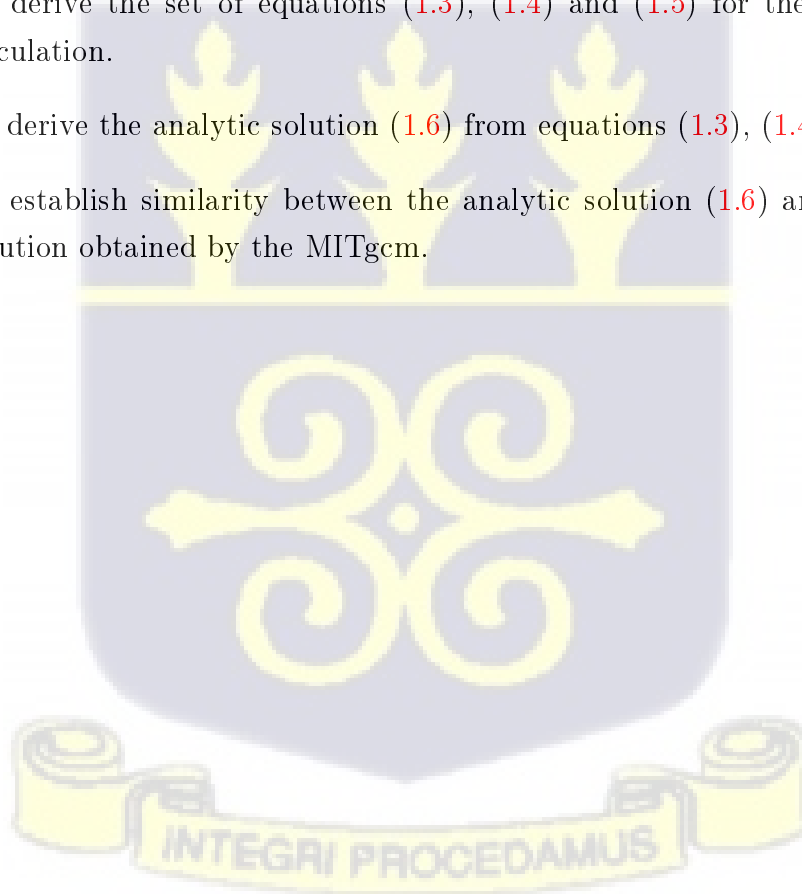 derive the set of equations (1.3), (1.4) and (1.5) for the
culation.
derive the analytic solution (1.6) from equations (1.3), (1.4
establish similarity between the analytic solution (1.6) an
ution obtained by the MITgcm.
INTEGRI PROCEDAMUS